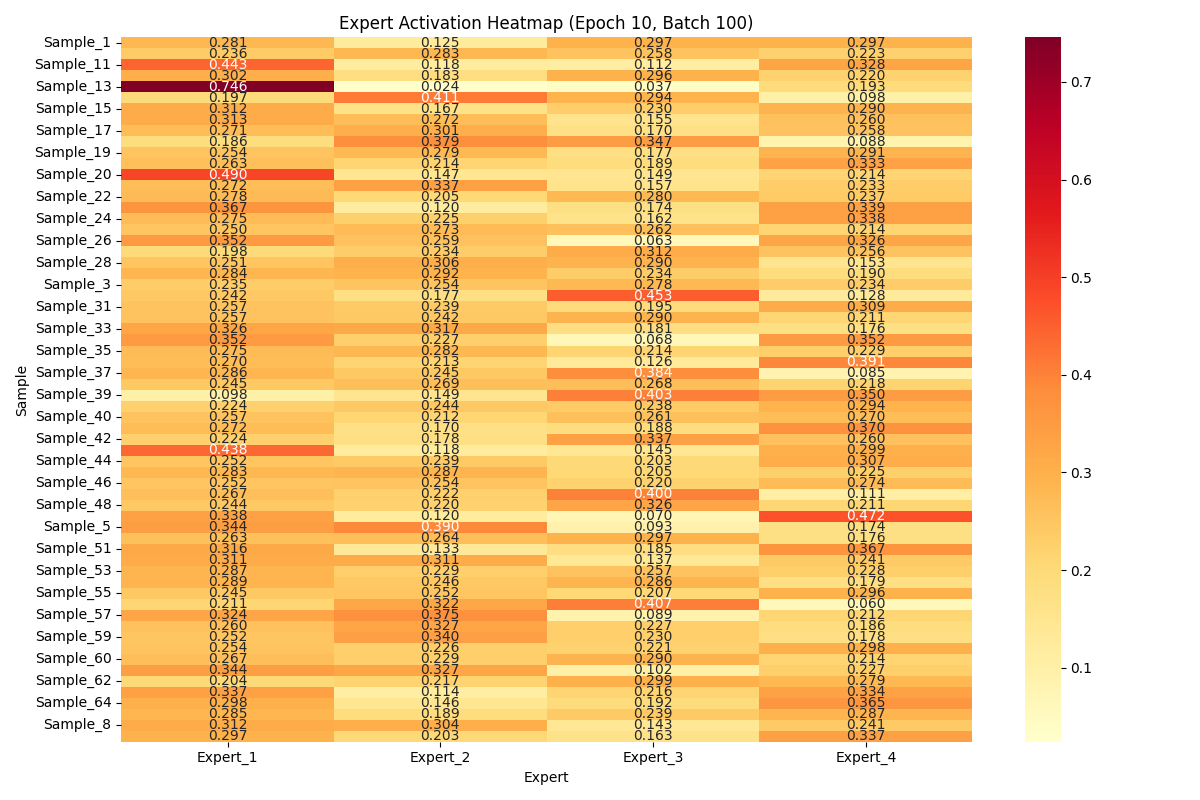 Expert Activation Heatmap (Epoch 10, Batch 100)
Sample_1 0.281 0.125 0.297 0.297
0.236 0.283 0.258 0.223
Sample_11 0.443 0.118 0.112 0.328
0.302 0.183 0.296 0.220
Sample_13 0.746 0.024 0.037 0.193
0.197 0.411 0.294 0.098
Sample_15 0.312 0.167 0.230 0.290
0.313 0.272 0.155 0.260
Sample_17 0.271 0.301 0.170 0.258
0.186 0.379 0.347 0.088
Sample_19 0.254 0.279 0.177 0.291
0.263 0.214 0.189 0.333
Sample_20 0.490 0.147 0.149 0.214
0.272 0.337 0.157 0.233
Sample_22 0.278 0.205 0.280 0.237
0.367 0.120 0.174 0.339
Sample_24 0.275 0.225 0.162 0.338
0.250 0.273 0.262 0.214
Sample_26 0.352 0.259 0.063 0.326
0.198 0.234 0.312 0.256
Sample_28 0.251 0.306 0.290 0.153
0.284 0.292 0.234 0.190
Sample_3 0.235 0.254 0.278 0.234
0.242 0.177 0.453 0.128
Sample_31 0.257 0.239 0.195 0.309
0.257 0.242 0.290 0.211
Sample_33 0.326 0.317 0.181 0.176
0.352 0.227 0.068 0.352
Sample_35 0.275 0.282 0.214 0.229
0.270 0.213 0.126 0.391
Sample_37 0.286 0.245 0.384 0.085
0.245 0.269 0.268 0.218
Sample_39 0.098 0.149 0.403 0.350
0.224 0.244 0.238 0.294
Sample_40 0.257 0.212 0.261 0.270
0.272 0.170 0.188 0.370
Sample_42 0.224 0.178 0.337 0.260
0.438 0.118 0.145 0.299
Sample_44 0.252 0.239 0.203 0.307
0.283 0.287 0.205 0.225
Sample_46 0.252 0.254 0.220 0.274
0.267 0.222 0.400 0.111
Sample_48 0.244 0.220 0.326 0.211
0.338 0.120 0.070 0.472
Sample_5 0.344 0.390 0.093 0.174
0.263 0.264 0.297 0.176
Sample_51 0.316 0.133 0.185 0.367
0.311 0.311 0.137 0.241
Sample_53 0.287 0.229 0.257 0.228
0.289 0.246 0.286 0.179
Sample_55 0.245 0.252 0.207 0.296
0.211 0.322 0.407 0.060
Sample_57 0.324 0.375 0.089 0.212
0.260 0.327 0.227 0.186
Sample_59 0.252 0.340 0.230 0.178
0.254 0.226 0.221 0.298
Sample_60 0.267 0.229 0.290 0.214
0.344 0.327 0.102 0.227
Sample_62 0.204 0.217 0.299 0.279
0.337 0.114 0.216 0.334
Sample_64 0.298 0.146 0.192 0.365
0.285 0.189 0.239 0.287
Sample_8 0.312 0.304 0.143 0.241
0.297 0.203 0.163 0.337
Expert_1 Expert_2 Expert_3 Expert_4
Expert
Sample
0.7
0.6
0.5
0.4
0.3
0.2
0.1